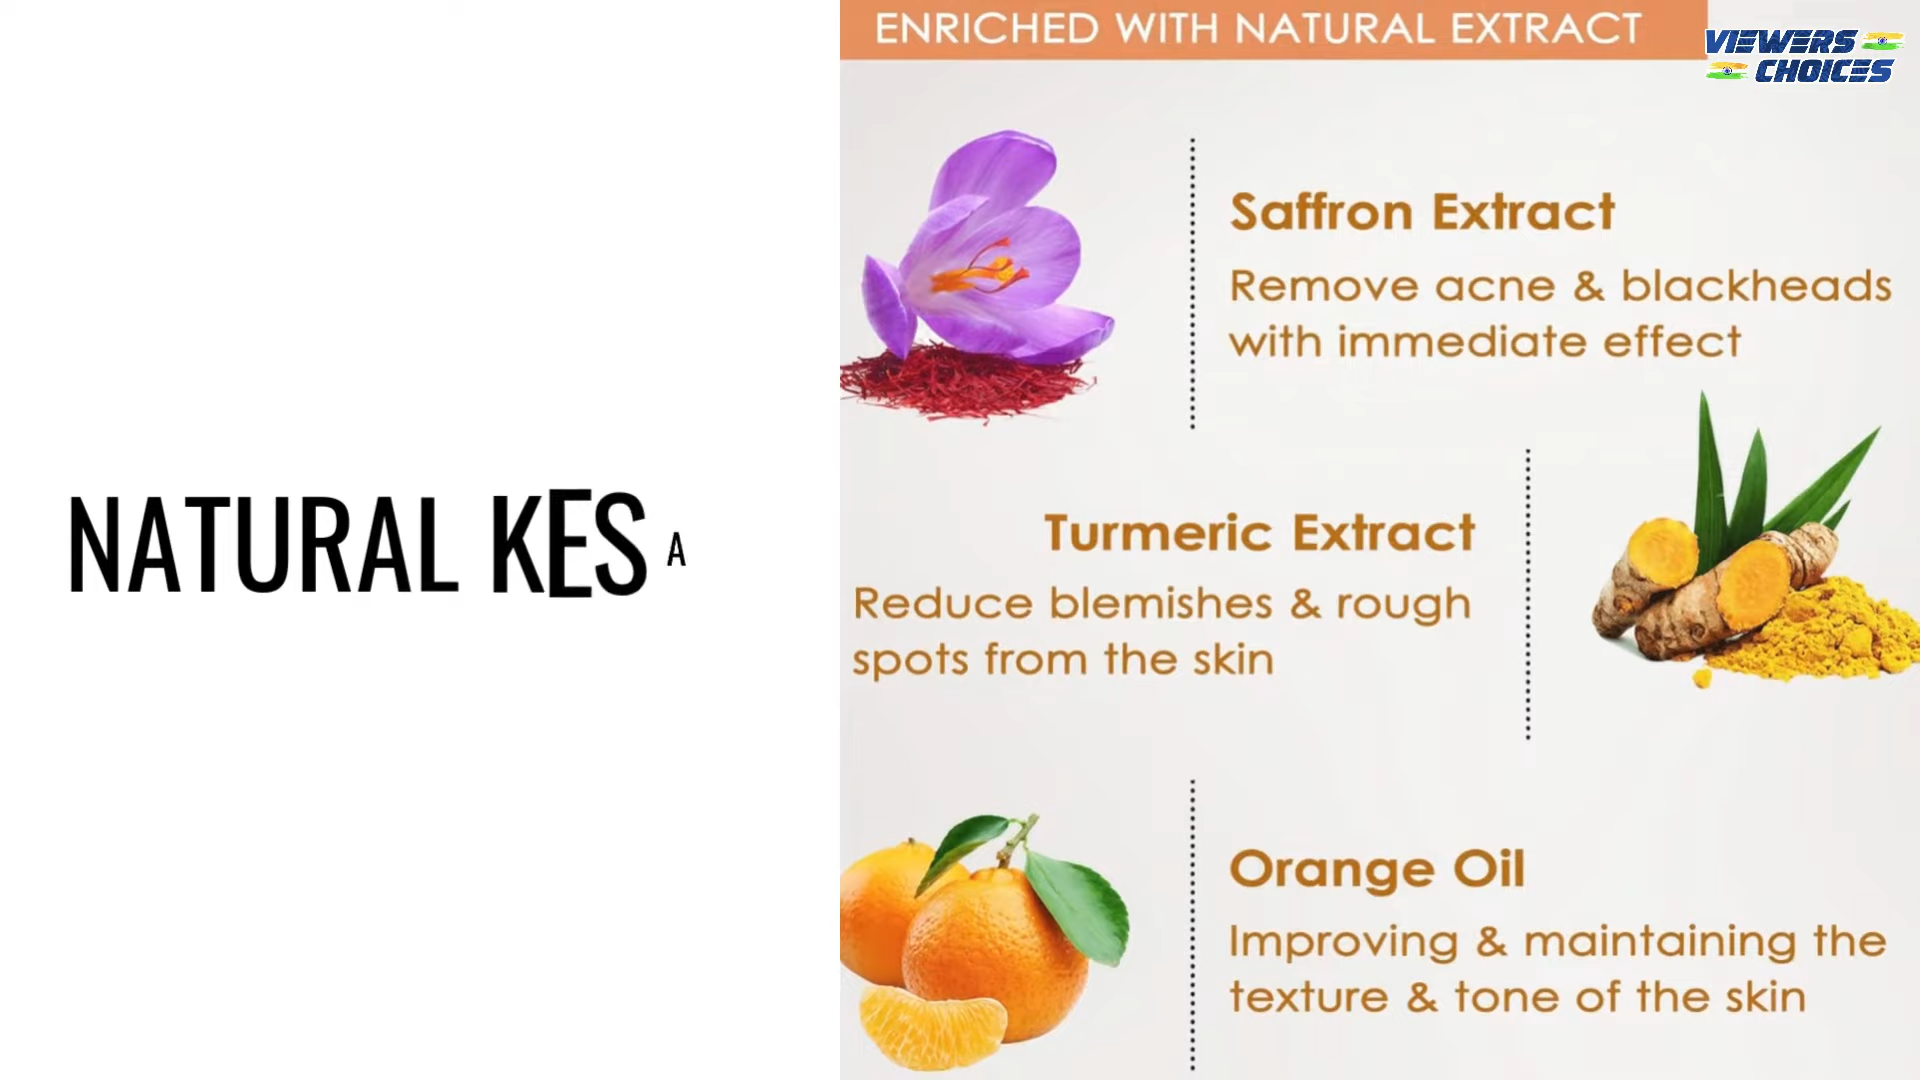 NATURAL KESA
ENRICHED WITH NATURAL EXTRACT
VIEWERS
CHOICES
Saffron Extract
Remove acne & blackheads
with immediate effect
Turmeric Extract
Reduce blemishes & rough
spots from the skin
Orange Oil
Improving & maintaining the
texture & tone of the skin